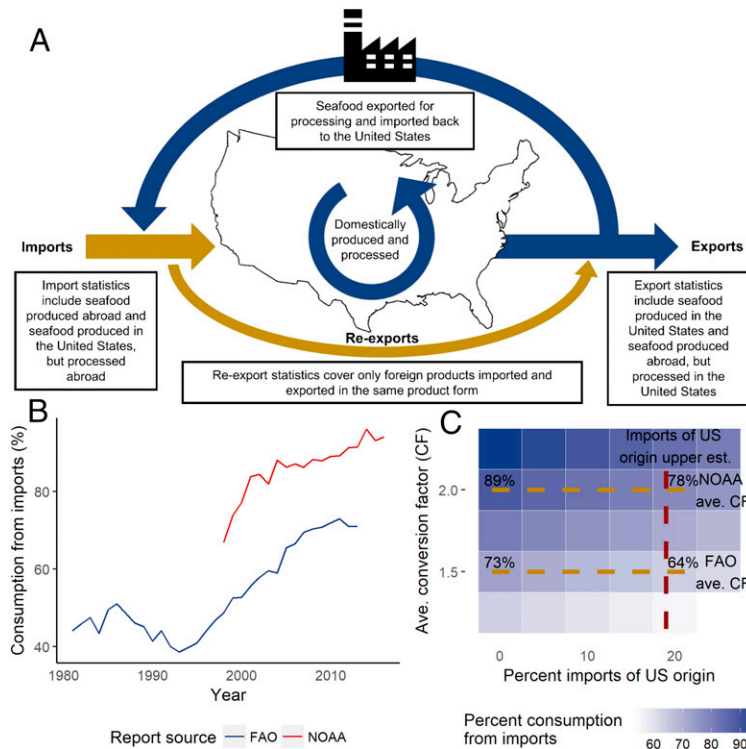 A
Seafood exported for
processing and imported back
to the United States
Domestically
produced and
processed
Imports
Exports
Import statistics
include seafood
produced abroad and
seafood produced in
the United States,
but processed
abroad
Export statistics
include seafood
produced in the
United States and
seafood produced
abroad, but
processed in the
United States
Re-exports
Re-export statistics cover only foreign products imported and
exported in the same product form
B
Consumption from imports (%)
80
60
40
1980
1990
2000
2010
Year
Report source
FAO
NOAA
C
Ave. conversion factor (CF)
Imports of US
origin upper est.
2.0
89%
78%
NOAA
ave. CF
1.5
73%
64%
FAO
ave. CF
0
10
20
Percent imports of US origin
Percent consumption
from imports
60 70 80